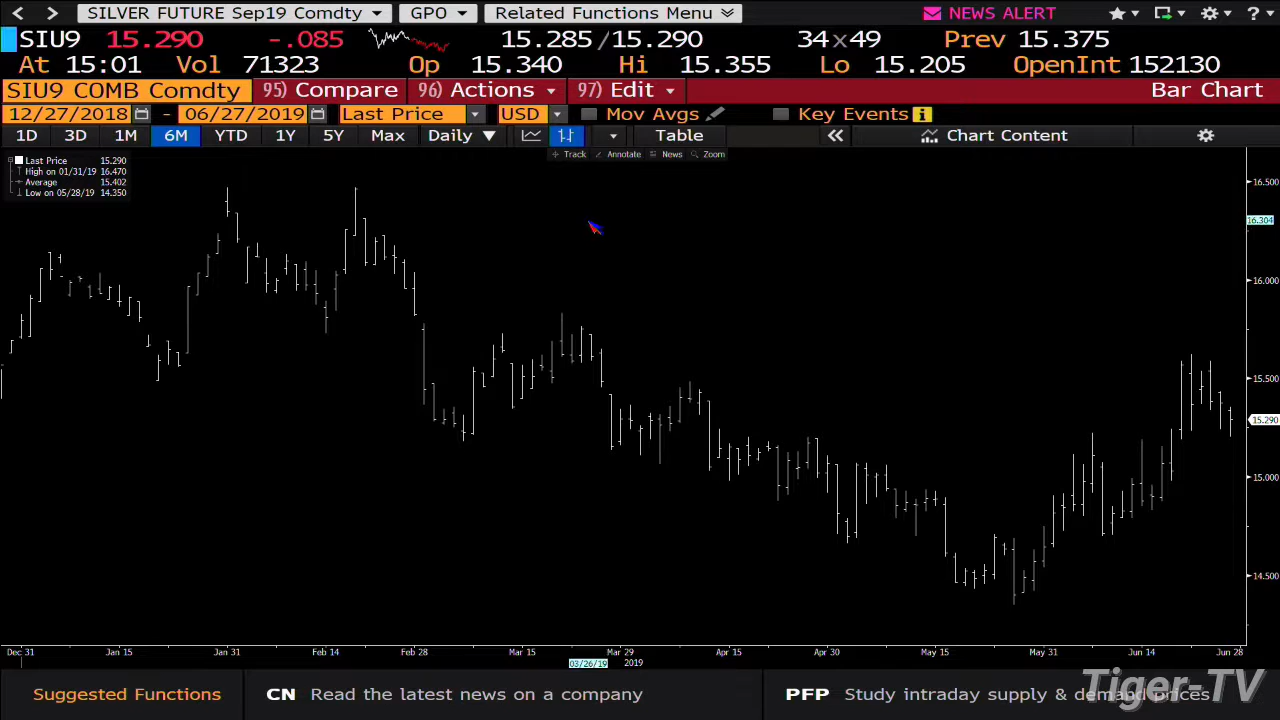 SILVER FUTURE Sep19 Comdty GPO Related Functions Menu NEWS ALERT ?
SIU9 15.290 -.085 15.285/15.290 34x49 Prev 15.375
At 15:01 Vol 71323 Op 15.340 Hi 15.355 Lo 15.205 OpenInt 152130
SIU9 COMB Comdty 95) Compare 96) Actions 97) Edit Bar Chart
12/27/2018 - 06/27/2019 Last Price USD Mov Avgs Key Events i
1D 3D 1M 6M YTD 1Y 5Y Max Daily Table « Chart Content
Track Annotate News Zoom
Last Price 15.290
High on 01/31/19 16.470
Average 15.402
Low on 05/28/19 14.350
16.500
16.304
16.000
15.500
15.290
15.000
14.500
Dec 31 Jan 15 Jan 31 Feb 14 Feb 28 Mar 15 Mar 29 Apr 15 Apr 30 May 15 May 31 Jun 14 Jun 28
03/26/19 2019
Suggested Functions CN Read the latest news on a company PFP Study intraday supply & demand prices
Tiger-TV